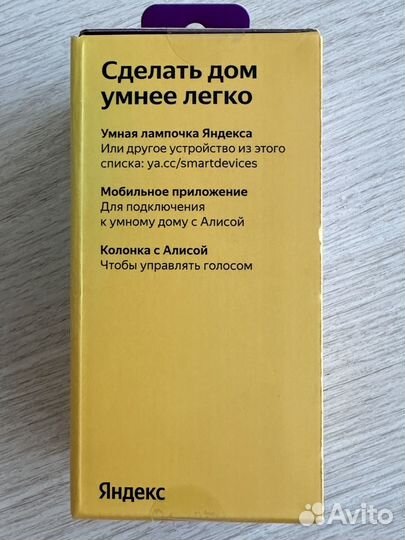 Сделать дом
умнее легко
Умная лампочка Яндекса
Или другое устройство из этого
списка: ya.cc/smartdevices
Мобильное приложение
Для подключения
к умному дому с Алисой
Колонка с Алисой
Чтобы управлять голосом
Яндекс
Avito